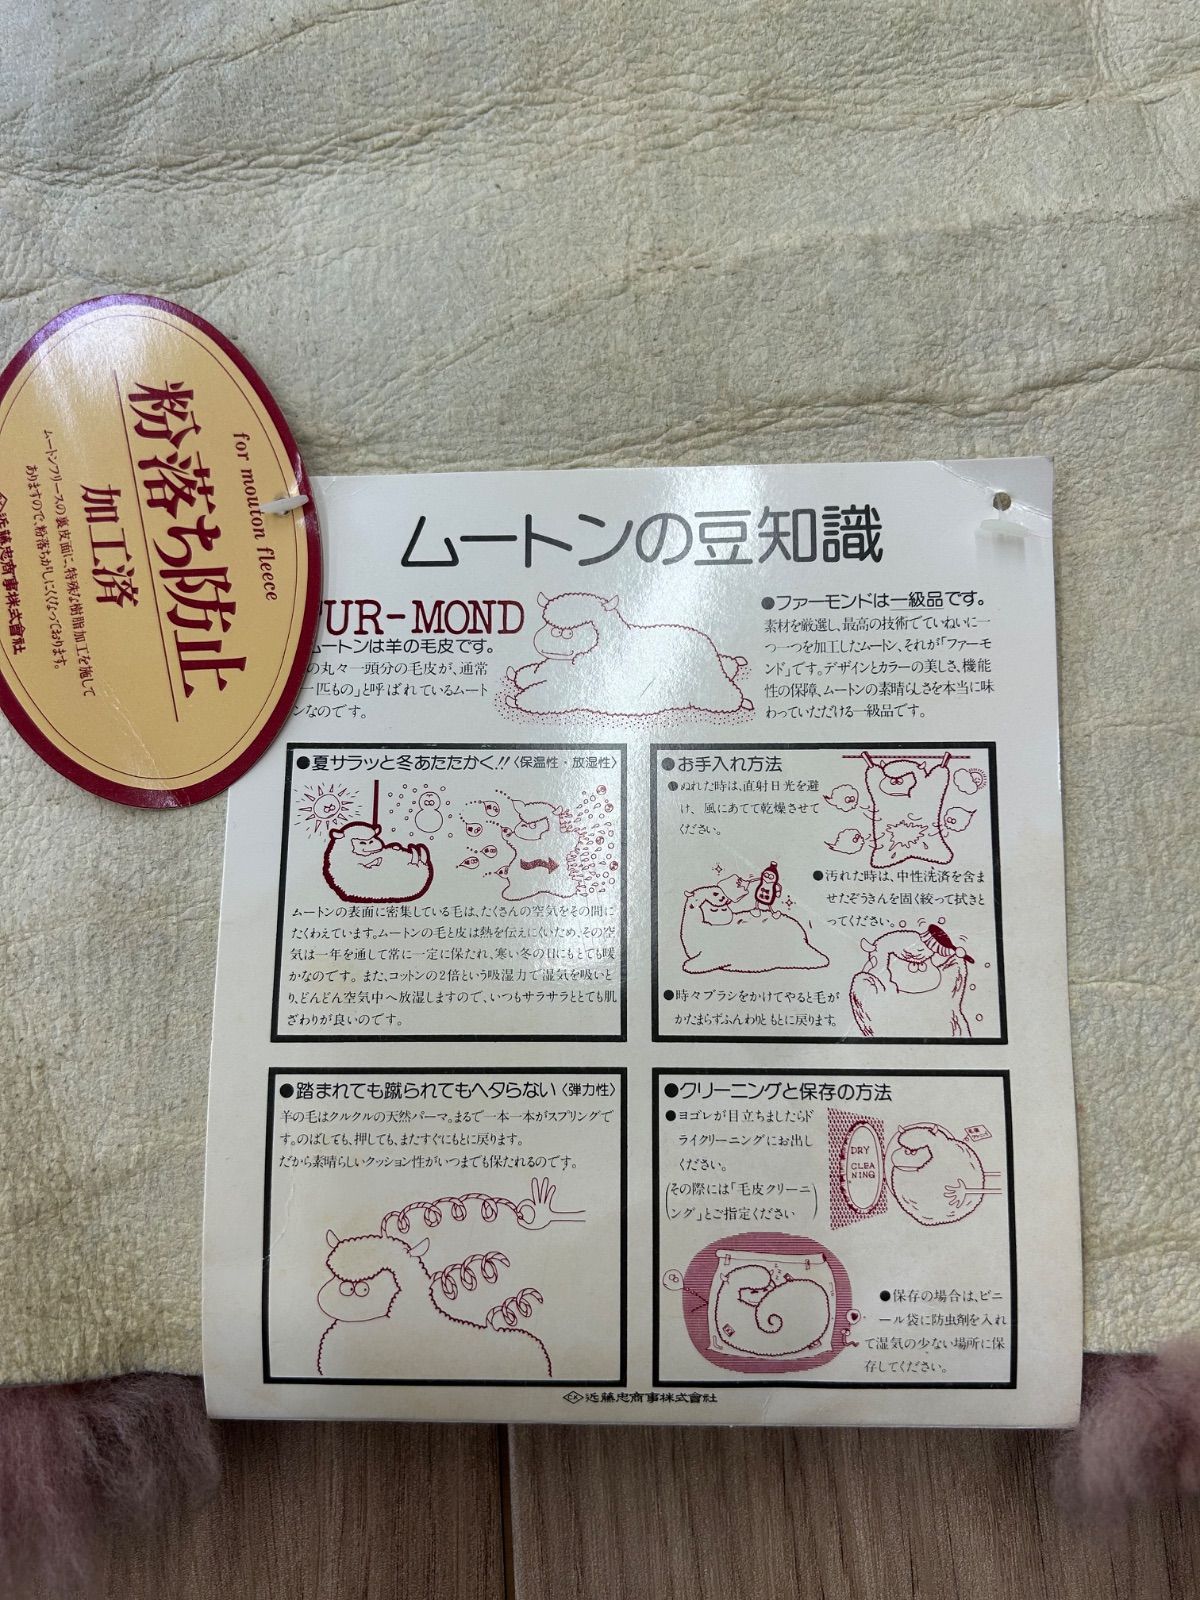 for mouton fleece
粉落ち防止
加工済
ムートンフリースの裏皮面に、特殊な樹脂加工を施して
ありますので、粉落ちがしにくくなっております。
近藤忠商事株式會社
ムートンの豆知識
UR-MOND
ムートンは羊の毛皮です。
の丸々一頭分の毛皮が、通常
一匹もの」と呼ばれているムート
ンなのです。
●ファーモンドは一級品です。
素材を厳選し、最高の技術でていねいに一
つ一つを加工したムートン、それが「ファーモ
ンド」です。デザインとカラーの美しさ、機能
性の保障、ムートンの素晴らしさを本当に味
わっていただける一級品です。
●夏サラッと冬あたたかく!!〈保温性・放湿性〉
ムートンの表面に密集している毛は、たくさんの空気をその間に
たくわえています。ムートンの毛と皮は熱を伝えにくいため、その空
気は一年を通して常に一定に保たれ、寒い冬の日にもとても暖
かなのです。また、コットンの2倍という吸湿力で湿気を吸いと
り、どんどん空気中へ放湿しますので、いつもサラサラととても肌
ざわりが良いのです。
●お手入れ方法
●ぬれた時は、直射日光を避
け、風にあてて乾燥させて
ください。
●汚れた時は、中性洗済を含ま
せたぞうきんを固く絞って拭きと
ってください。
●時々ブラシをかけてやると毛が
かたまらずふんわりともとに戻ります。
●踏まれても蹴られてもヘタらない〈弾力性〉
羊の毛はクルクルの天然パーマ。まるで一本一本がスプリングで
す。のばしても、押しても、またすぐにもとに戻ります。
だから素晴らしいクッション性がいつまでも保たれるのです。
●クリーニングと保存の方法
●ヨゴレが目立ちましたらド
ライクリーニングにお出し
ください。
(その際には「毛皮クリーニ
ング」とご指定ください)
DRY
CLEA
NING
●保存の場合は、ビニ
ール袋に防虫剤を入れ
て湿気の少ない場所に保
存してください。
近藤忠商事株式會社